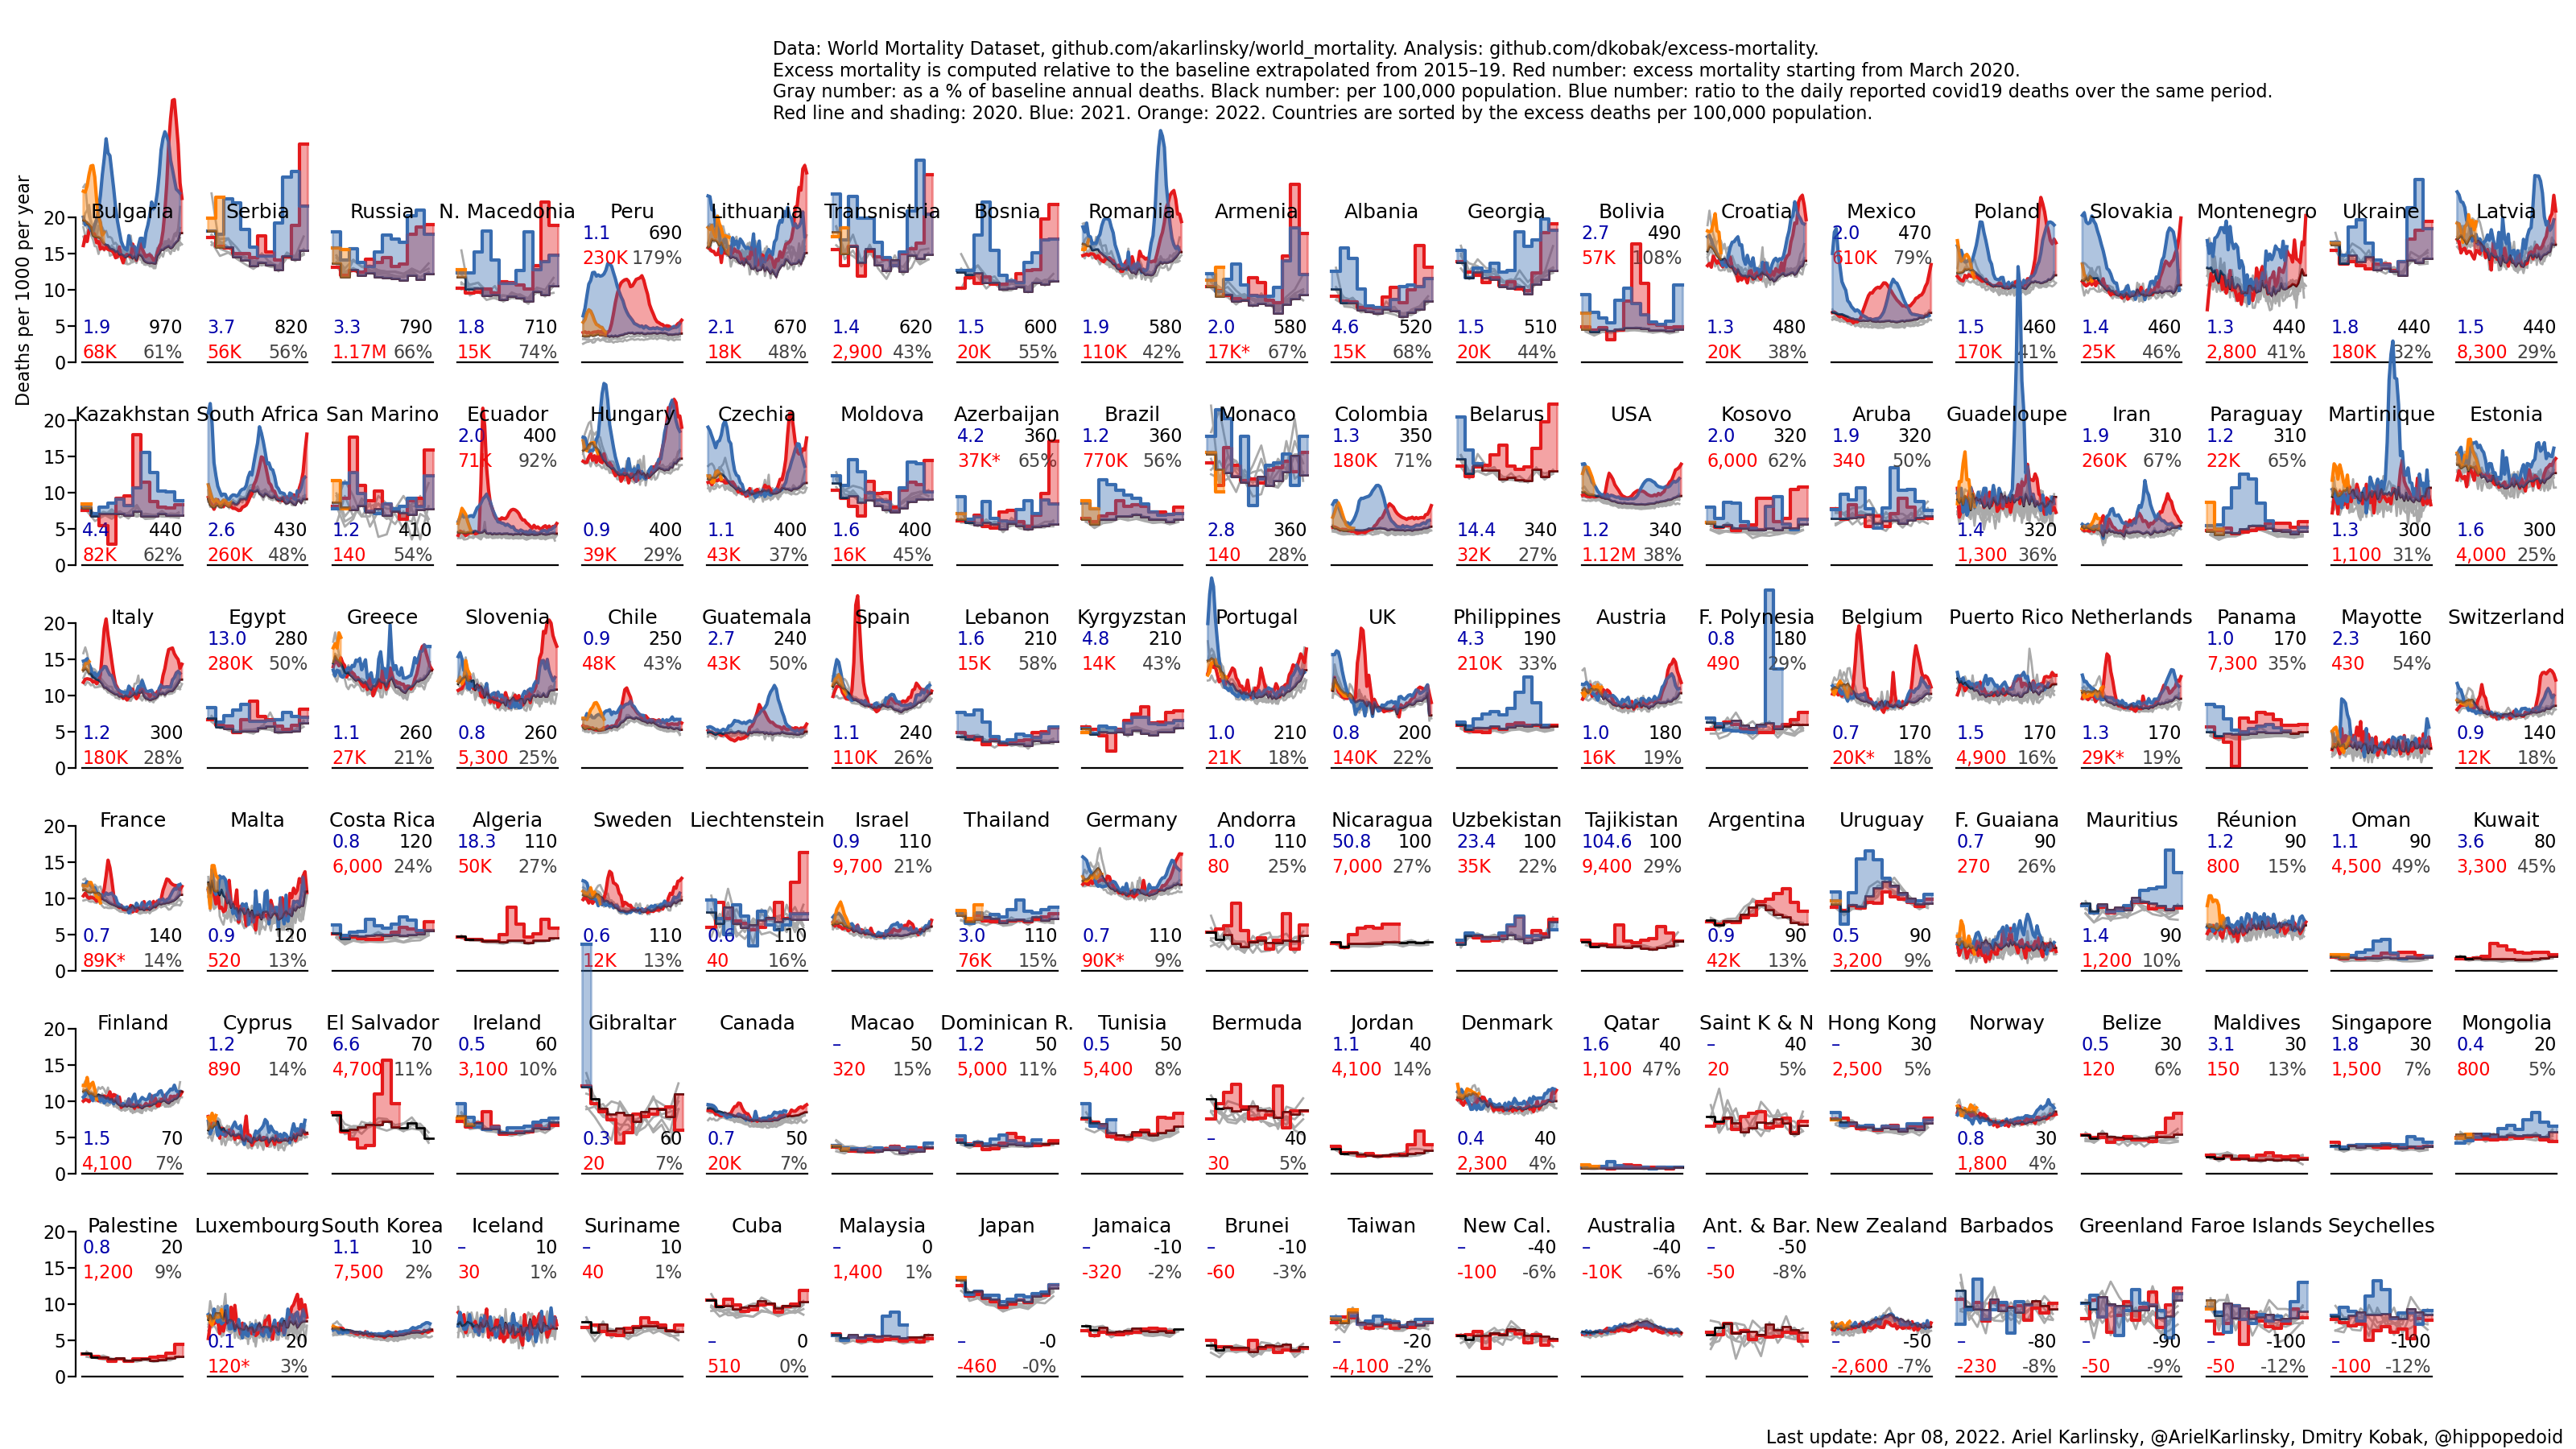 Data: World Mortality Dataset, github.com/akarlinsky/world_mortality. Analysis: github.com/dkobak/excess-mortality.
Excess mortality is computed relative to the baseline extrapolated from 2015–19. Red number: excess mortality starting from March 2020.
Gray number: as a % of baseline annual deaths. Black number: per 100,000 population. Blue number: ratio to the daily reported covid19 deaths over the same period.
Red line and shading: 2020. Blue: 2021. Orange: 2022. Countries are sorted by the excess deaths per 100,000 population.
Deaths per 1000 per year
20 Bulgaria Serbia Russia N. Macedonia Peru Lithuania Transnistria Bosnia Romania Armenia Albania Georgia Bolivia Croatia Mexico Poland Slovakia Montenegro Ukraine Latvia
1.1 690 2.7 490 2.0 470
230K 179% 57K 108% 610K 79%
15
10
5
1.9 970 3.7 820 3.3 790 1.8 710 2.1 670 1.4 620 1.5 600 1.9 580 2.0 580 4.6 520 1.5 510 1.3 480 1.5 460 1.4 460 1.3 440 1.8 440 1.5 440
68K 61% 56K 56% 1.17M 66% 15K 74% 18K 48% 2,900 43% 20K 55% 110K 42% 17K* 67% 15K 68% 20K 44% 20K 38% 170K 41% 25K 46% 2,800 41% 180K 32% 8,300 29%
0
20 Kazakhstan South Africa San Marino Ecuador Hungary Czechia Moldova Azerbaijan Brazil Monaco Colombia Belarus USA Kosovo Aruba Guadeloupe Iran Paraguay Martinique Estonia
2.0 400 4.2 360 1.2 360 1.3 350 2.0 320 1.9 320 1.9 310 1.2 310
71K 92% 37K* 65% 770K 56% 180K 71% 6,000 62% 340 50% 260K 67% 22K 65%
15
10
5
4.4 440 2.6 430 1.2 410 0.9 400 1.1 400 1.6 400 2.8 360 14.4 340 1.2 340 1.4 320 1.3 300 1.6 300
82K 62% 260K 48% 140 54% 39K 29% 43K 37% 16K 45% 140 28% 32K 27% 1.12M 38% 1,300 36% 1,100 31% 4,000 25%
0
20 Italy Egypt Greece Slovenia Chile Guatemala Spain Lebanon Kyrgyzstan Portugal UK Philippines Austria F. Polynesia Belgium Puerto Rico Netherlands Panama Mayotte Switzerland
13.0 280 0.9 250 2.7 240 1.6 210 4.8 210 4.3 190 0.8 180 1.0 170 2.3 160
280K 50% 48K 43% 43K 50% 15K 58% 14K 43% 210K 33% 490 29% 7,300 35% 430 54%
15
10
5
1.2 300 1.1 260 0.8 260 1.1 240 1.0 210 0.8 200 1.0 180 0.7 170 1.5 170 1.3 170 0.9 140
180K 28% 27K 21% 5,300 25% 110K 26% 21K 18% 140K 22% 16K 19% 20K* 18% 4,900 16% 29K* 19% 12K 18%
0
20 France Malta Costa Rica Algeria Sweden Liechtenstein Israel Thailand Germany Andorra Nicaragua Uzbekistan Tajikistan Argentina Uruguay F. Guaiana Mauritius Réunion Oman Kuwait
0.8 120 18.3 110 0.9 110 1.0 110 50.8 100 23.4 100 104.6 100 0.7 90 1.2 90 1.1 90 3.6 80
6,000 24% 50K 27% 9,700 21% 80 25% 7,000 27% 35K 22% 9,400 29% 270 26% 800 15% 4,500 49% 3,300 45%
15
10
5
0.7 140 0.9 120 0.6 110 0.6 110 3.0 110 0.7 110 0.9 90 0.5 90 1.4 90
89K* 14% 520 13% 12K 13% 40 16% 76K 15% 90K* 9% 42K 13% 3,200 9% 1,200 10%
0
20 Finland Cyprus El Salvador Ireland Gibraltar Canada Macao Dominican R. Tunisia Bermuda Jordan Denmark Qatar Saint K & N Hong Kong Norway Belize Maldives Singapore Mongolia
1.2 70 6.6 70 0.5 60 – 50 1.2 50 0.5 50 1.1 40 1.6 40 – 40 – 30 0.5 30 3.1 30 1.8 30 0.4 20
890 14% 4,700 11% 3,100 10% 320 15% 5,000 11% 5,400 8% 4,100 14% 1,100 47% 20 5% 2,500 5% 120 6% 150 13% 1,500 7% 800 5%
15
10
5
1.5 70 0.3 60 0.7 50 – 40 0.4 40 0.8 30
4,100 7% 20 7% 20K 7% 30 5% 2,300 4% 1,800 4%
0
20 Palestine Luxembourg South Korea Iceland Suriname Cuba Malaysia Japan Jamaica Brunei Taiwan New Cal. Australia Ant. & Bar. New Zealand Barbados Greenland Faroe Islands Seychelles
0.8 20 1.1 10 – 10 – 10 – 0 – -10 – -10 – -40 – -40 – -50
1,200 9% 7,500 2% 30 1% 40 1% 1,400 1% -320 -2% -60 -3% -100 -6% -10K -6% -50 -8%
15
10
5
0.1 20 – 0 – -0 – -20 – -50 – -80 – -90 – -100 – -100
120* 3% 510 0% -460 -0% -4,100 -2% -2,600 -7% -230 -8% -50 -9% -50 -12% -100 -12%
0
Last update: Apr 08, 2022. Ariel Karlinsky, @ArielKarlinsky, Dmitry Kobak, @hippopedoid